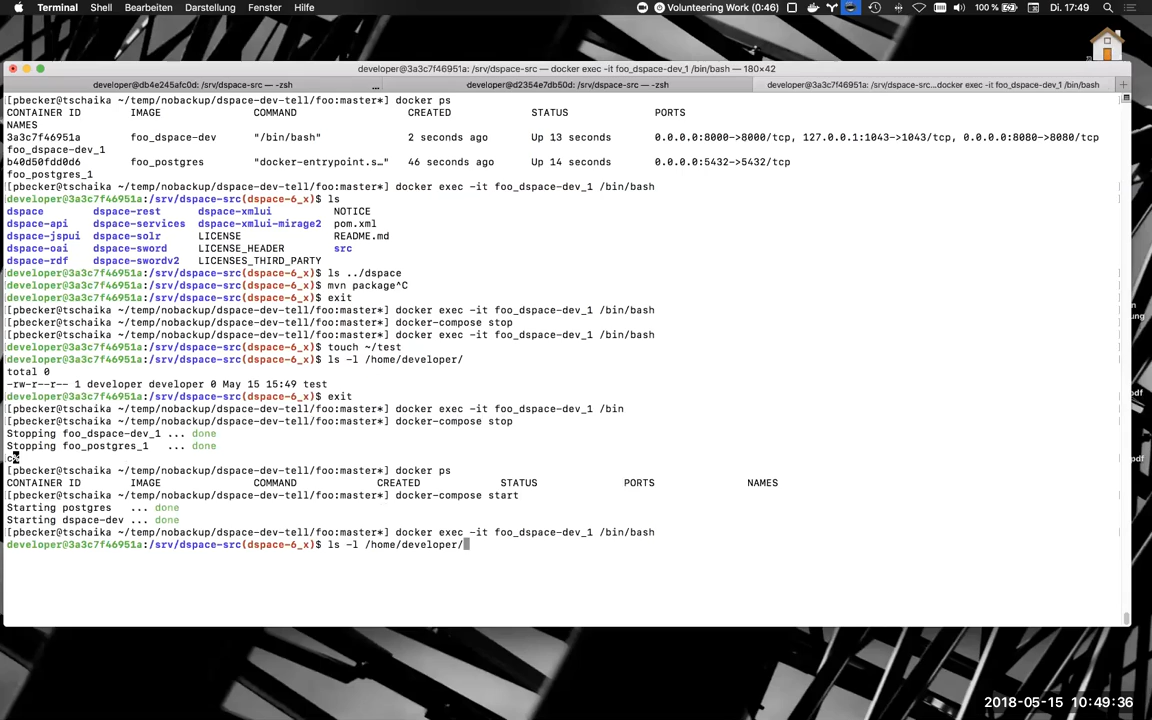 Terminal Shell Bearbeiten Darstellung Fenster Hilfe Volunteering Work (0:46) 100 % Di. 17:49
developer@3a3c7f46951a: /srv/dspace-src — docker exec -it foo_dspace-dev_1 /bin/bash — 180×42
developer@db4e245afc0d: /srv/dspace-src — -zsh ... developer@d2354e7db50d: /srv/dspace-src — -zsh developer@3a3c7f46951a: /srv/dspace-src...docker exec -it foo_dspace-dev_1 /bin/bash +
[pbecker@tschaika ~/temp/nobackup/dspace-dev-tell/foo:master*] docker ps
CONTAINER ID IMAGE COMMAND CREATED STATUS PORTS
NAMES
3a3c7f46951a foo_dspace-dev "/bin/bash" 2 seconds ago Up 13 seconds 0.0.0.0:8000->8000/tcp, 127.0.0.1:1043->1043/tcp, 0.0.0.0:8080->8080/tcp
foo_dspace-dev_1
b40d50fdd0d6 foo_postgres "docker-entrypoint.s…" 46 seconds ago Up 14 seconds 0.0.0.0:5432->5432/tcp
foo_postgres_1
[pbecker@tschaika ~/temp/nobackup/dspace-dev-tell/foo:master*] docker exec -it foo_dspace-dev_1 /bin/bash
developer@3a3c7f46951a:/srv/dspace-src(dspace-6_x)$ ls
dspace dspace-rest dspace-xmlui NOTICE
dspace-api dspace-services dspace-xmlui-mirage2 pom.xml
dspace-jspui dspace-solr LICENSE README.md
dspace-oai dspace-sword LICENSE_HEADER src
dspace-rdf dspace-swordv2 LICENSES_THIRD_PARTY
developer@3a3c7f46951a:/srv/dspace-src(dspace-6_x)$ ls ../dspace
developer@3a3c7f46951a:/srv/dspace-src(dspace-6_x)$ mvn package^C
developer@3a3c7f46951a:/srv/dspace-src(dspace-6_x)$ exit
[pbecker@tschaika ~/temp/nobackup/dspace-dev-tell/foo:master*] docker exec -it foo_dspace-dev_1 /bin/bash
[pbecker@tschaika ~/temp/nobackup/dspace-dev-tell/foo:master*] docker-compose stop
[pbecker@tschaika ~/temp/nobackup/dspace-dev-tell/foo:master*] docker exec -it foo_dspace-dev_1 /bin/bash
developer@3a3c7f46951a:/srv/dspace-src(dspace-6_x)$ touch ~/test
developer@3a3c7f46951a:/srv/dspace-src(dspace-6_x)$ ls -l /home/developer/
total 0
-rw-r--r-- 1 developer developer 0 May 15 15:49 test
developer@3a3c7f46951a:/srv/dspace-src(dspace-6_x)$ exit
[pbecker@tschaika ~/temp/nobackup/dspace-dev-tell/foo:master*] docker exec -it foo_dspace-dev_1 /bin
[pbecker@tschaika ~/temp/nobackup/dspace-dev-tell/foo:master*] docker-compose stop
Stopping foo_dspace-dev_1 ... done
Stopping foo_postgres_1 ... done
[pbecker@tschaika ~/temp/nobackup/dspace-dev-tell/foo:master*] docker ps
CONTAINER ID IMAGE COMMAND CREATED STATUS PORTS NAMES
[pbecker@tschaika ~/temp/nobackup/dspace-dev-tell/foo:master*] docker-compose start
Starting postgres ... done
Starting dspace-dev ... done
[pbecker@tschaika ~/temp/nobackup/dspace-dev-tell/foo:master*] docker exec -it foo_dspace-dev_1 /bin/bash
developer@3a3c7f46951a:/srv/dspace-src(dspace-6_x)$ ls -l /home/developer/
2018-05-15 10:49:36